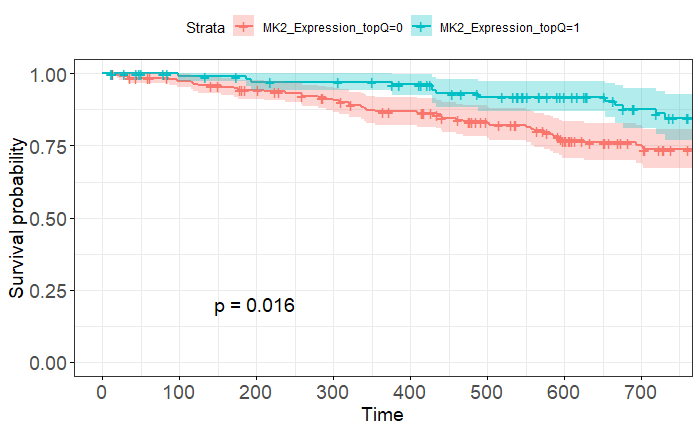 Strata MK2_Expression_topQ=0 MK2_Expression_topQ=1
Survival probability
1.00
0.75
0.50
0.25
0.00
p = 0.016
0 100 200 300 400 500 600 700
Time